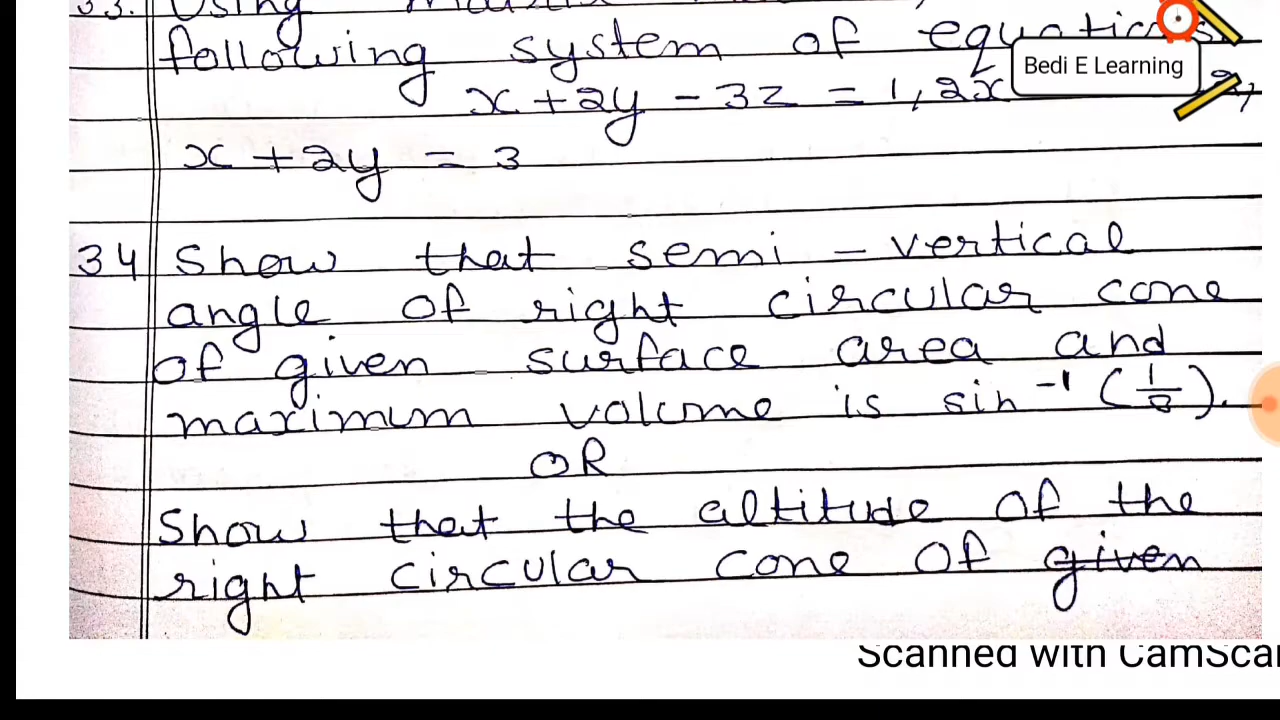 33. Using
following system of equations.
Bedi E Learning
x + 2y - 3z = 1, 2x
x + 2y = 3
34 Show that semi - vertical
angle of right circular cone
of given surface area and
maximum volume is sin⁻¹ (1/3).
OR
Show that the altitude of the
right circular cone of given
Scanned with CamScan